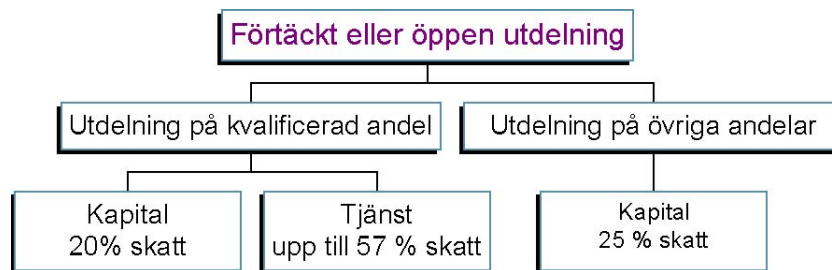 Förtäckt eller öppen utdelning
Utdelning på kvalificerad andel
Utdelning på övriga andelar
Kapital
20% skatt
Tjänst
upp till 57 % skatt
Kapital
25 % skatt